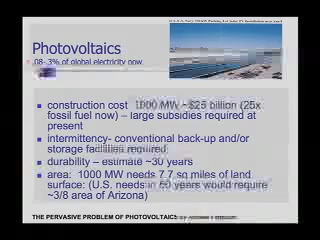 Photovoltaics
.08-.3% of global electricity now
construction cost 1000 MW ~$25 billion (25x
fossil fuel now) – large subsidies required at
present
intermittency- conventional back-up and/or
storage facilities required
durability – estimate ~30 years
area: 1000 MW needs 7.7 sq miles of land
surface: (U.S. needs in 50 years would require
~3/8 area of Arizona)
THE PERVASIVE PROBLEM OF PHOTOVOLTAIC